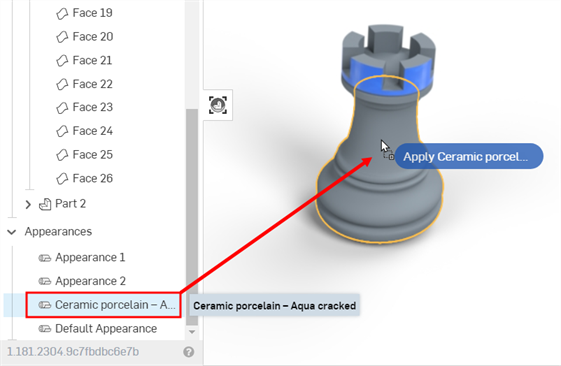 Face 19
Face 20
Face 21
Face 22
Face 23
Face 24
Face 25
Face 26
Part 2
Appearances
Appearance 1
Appearance 2
Ceramic porcelain – A...
Ceramic porcelain – Aqua cracked
Default Appearance
1.181.2304.9c7fbdbc6e7b
Apply Ceramic porcel...